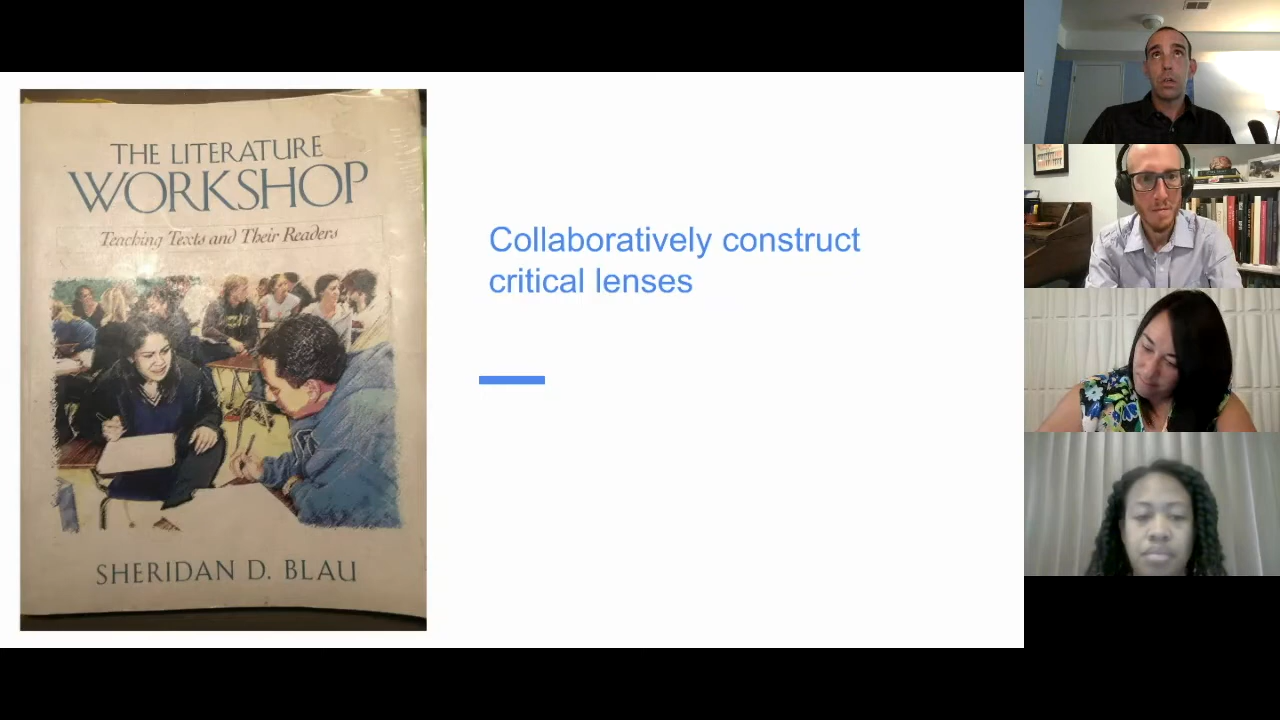 THE LITERATURE
WORKSHOP
Teaching Texts and Their Readers
SHERIDAN D. BLAU
Collaboratively construct
critical lenses